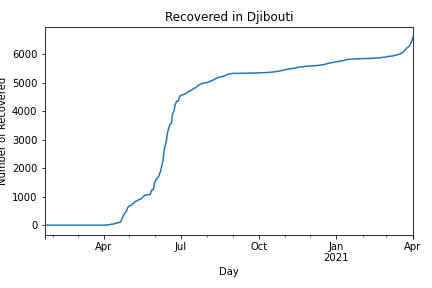 Recovered in Djibouti
Number of Recovered
6000
5000
4000
3000
2000
1000
0
Apr
Jul
Oct
Jan
2021
Apr
Day